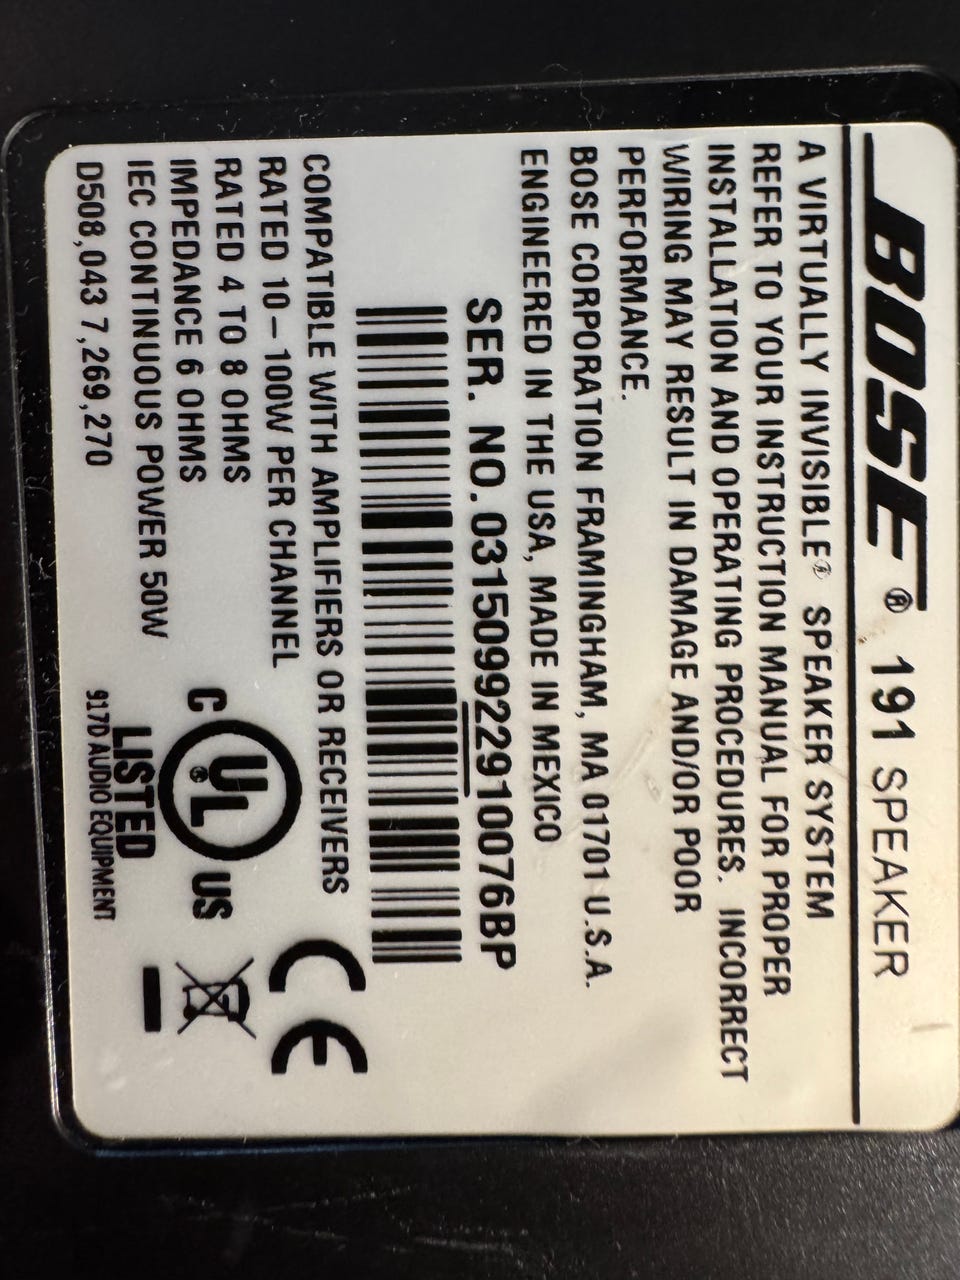 BOSE® 191 SPEAKER
A VIRTUALLY INVISIBLE® SPEAKER SYSTEM
REFER TO YOUR INSTRUCTION MANUAL FOR PROPER
INSTALLATION AND OPERATING PROCEDURES. INCORRECT
WIRING MAY RESULT IN DAMAGE AND/OR POOR
PERFORMANCE.
BOSE CORPORATION FRAMINGHAM, MA 01701 U.S.A.
ENGINEERED IN THE USA, MADE IN MEXICO
SER. NO. 031509922910076BP
COMPATIBLE WITH AMPLIFIERS OR RECEIVERS
RATED 10-100W PER CHANNEL
RATED 4 TO 8 OHMS
IMPEDANCE 6 OHMS
IEC CONTINUOUS POWER 50W
D508,043 7,269,270
C UL® US
LISTED
917D AUDIO EQUIPMENT
CE